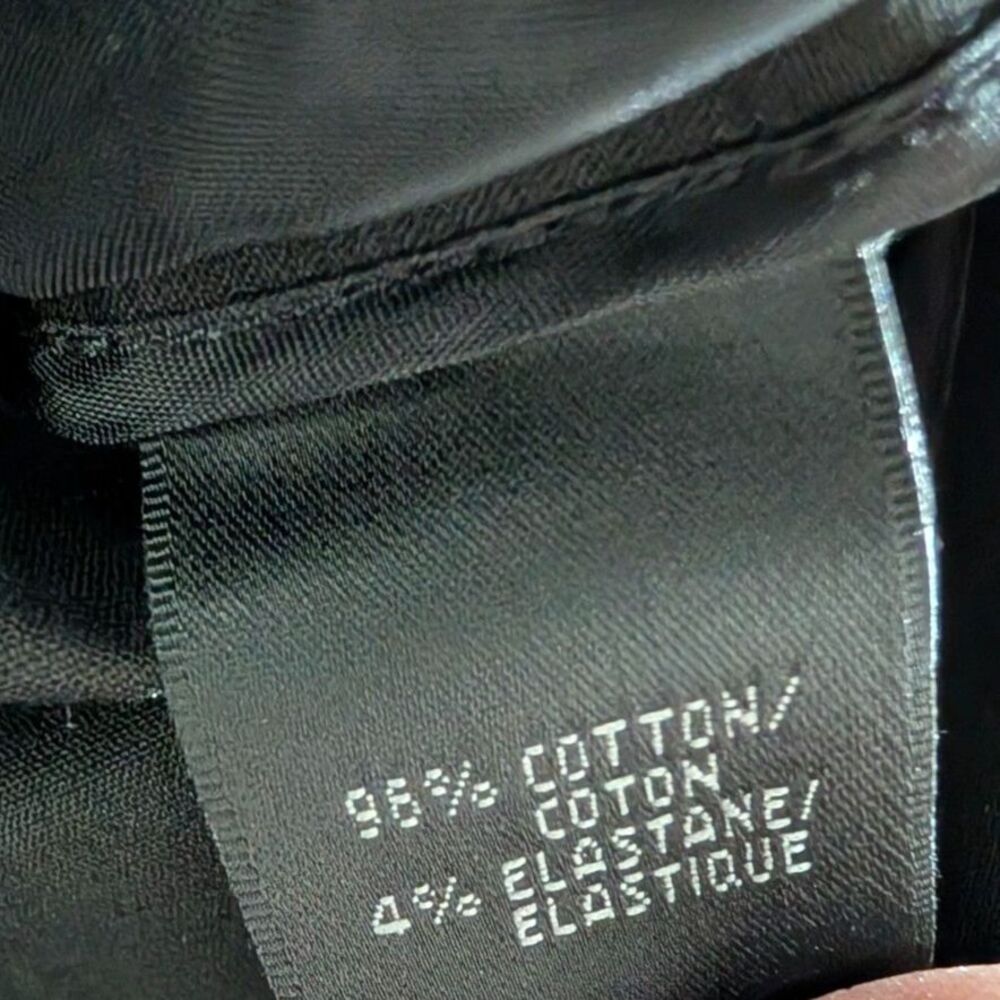 96% COTTON/
COTON
4% ELASTANE/
ELASTIQUE